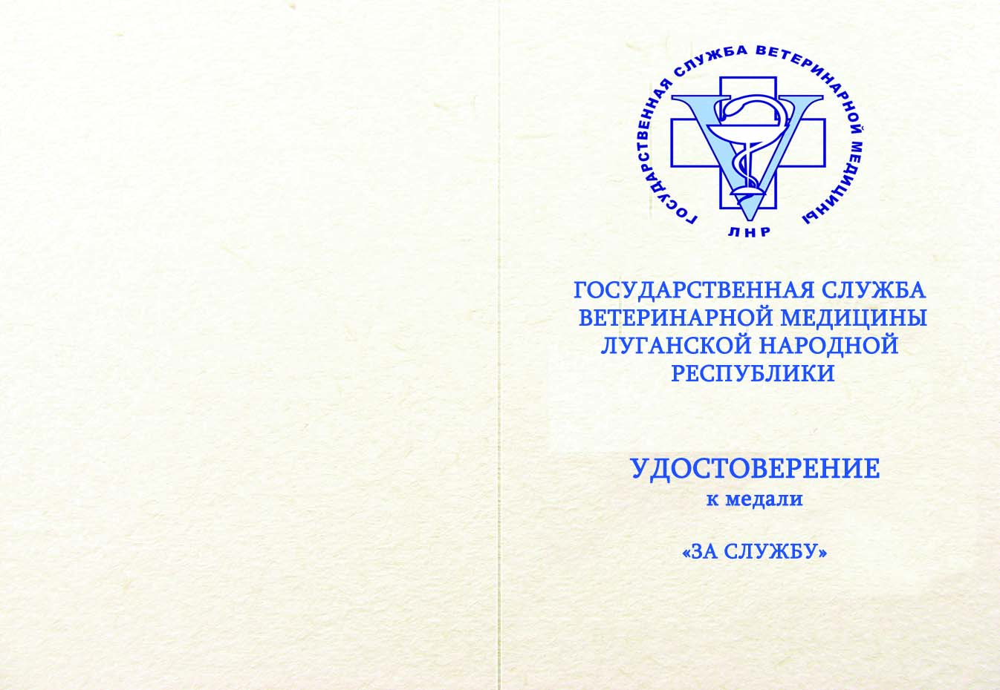 ГОСУДАРСТВЕННАЯ СЛУЖБА ВЕТЕРИНАРНОЙ МЕДИЦИНЫ
ЛНР
ГОСУДАРСТВЕННАЯ СЛУЖБА
ВЕТЕРИНАРНОЙ МЕДИЦИНЫ
ЛУГАНСКОЙ НАРОДНОЙ
РЕСПУБЛИКИ
УДОСТОВЕРЕНИЕ
к медали
«ЗА СЛУЖБУ»